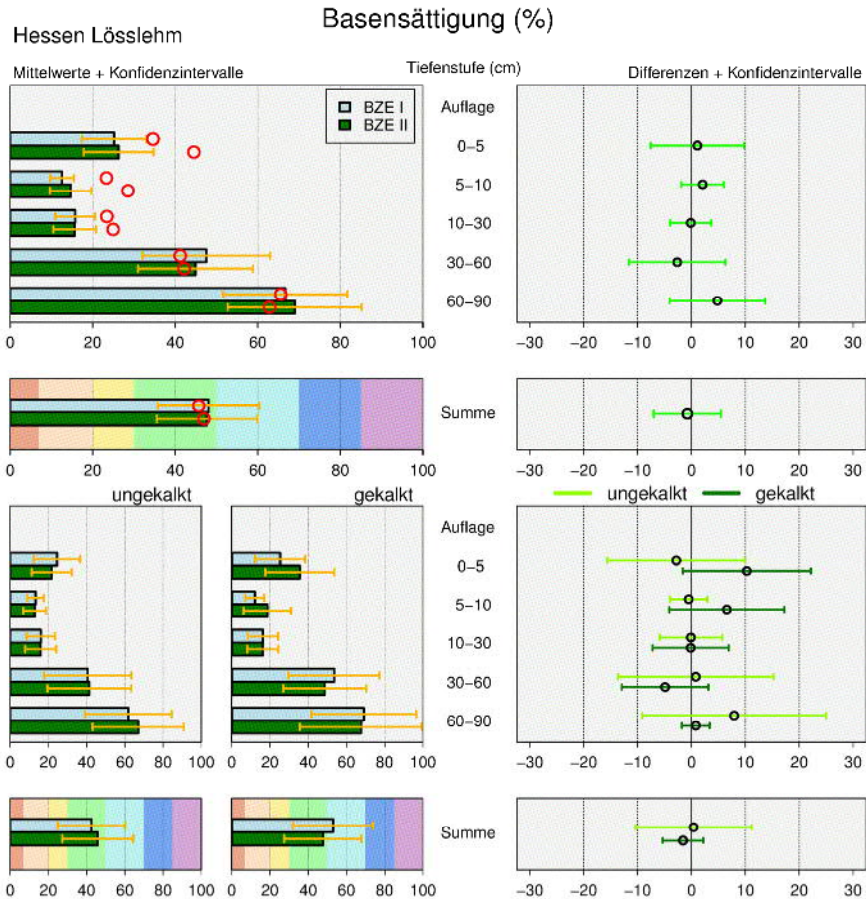 Basensättigung (%)
Hessen Lösslehm
Mittelwerte + Konfidenzintervalle
Tiefenstufe (cm)
Differenzen + Konfidenzintervalle
BZE I
BZE II
Auflage
0−5
5−10
10−30
30−60
60−90
0 20 40 60 80 100
−30 −20 −10 0 10 20 30
Summe
0 20 40 60 80 100
−30 −20 −10 0 10 20 30
ungekalkt
gekalkt
ungekalkt gekalkt
Auflage
0−5
5−10
10−30
30−60
60−90
0 20 40 60 80 100
0 20 40 60 80 100
−30 −20 −10 0 10 20 30
Summe
0 20 40 60 80 100
0 20 40 60 80 100
−30 −20 −10 0 10 20 30